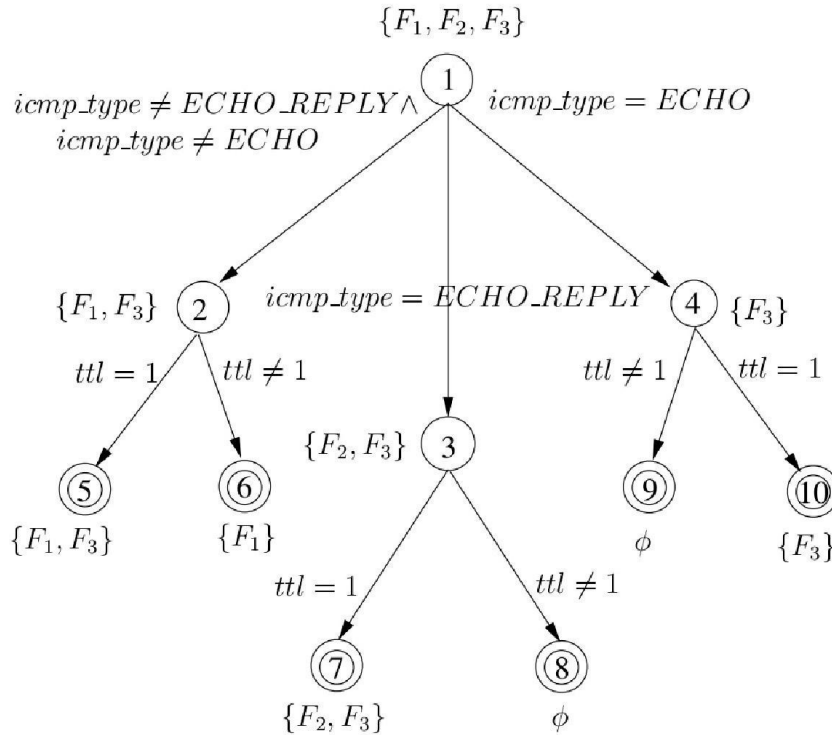 {F₁, F₂, F₃}
1
icmp_type ≠ ECHO_REPLY ∧
icmp_type ≠ ECHO
icmp_type = ECHO
{F₁, F₃}
2
icmp_type = ECHO_REPLY
4
{F₃}
ttl = 1
ttl ≠ 1
ttl ≠ 1
ttl = 1
{F₂, F₃}
3
5
6
9
10
{F₁, F₃}
{F₁}
ϕ
{F₃}
ttl = 1
ttl ≠ 1
7
8
{F₂, F₃}
ϕ